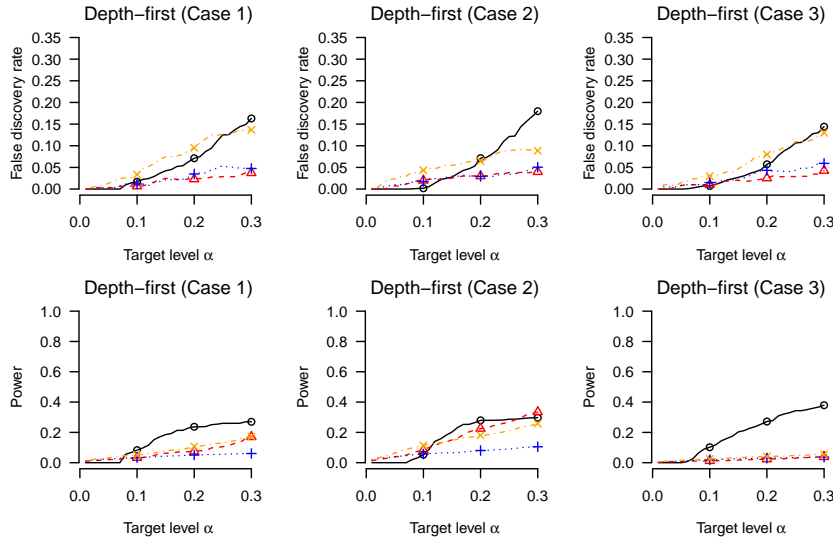 Depth−first (Case 1)
Depth−first (Case 2)
Depth−first (Case 3)
False discovery rate
0.35
0.30
0.25
0.20
0.15
0.10
0.05
0.00
0.0 0.1 0.2 0.3
Target level α
False discovery rate
0.35
0.30
0.25
0.20
0.15
0.10
0.05
0.00
0.0 0.1 0.2 0.3
Target level α
False discovery rate
0.35
0.30
0.25
0.20
0.15
0.10
0.05
0.00
0.0 0.1 0.2 0.3
Target level α
Depth−first (Case 1)
Depth−first (Case 2)
Depth−first (Case 3)
Power
1.0
0.8
0.6
0.4
0.2
0.0
0.0 0.1 0.2 0.3
Target level α
Power
1.0
0.8
0.6
0.4
0.2
0.0
0.0 0.1 0.2 0.3
Target level α
Power
1.0
0.8
0.6
0.4
0.2
0.0
0.0 0.1 0.2 0.3
Target level α